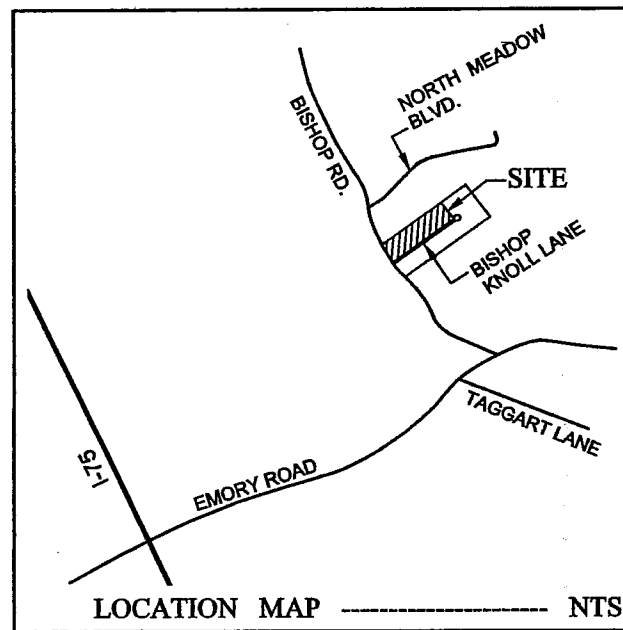 NORTH MEADOW
BLVD.
BISHOP RD.
SITE
BISHOP
KNOLL LANE
TAGGART LANE
EMORY ROAD
I-75
LOCATION MAP ---------------------- NTS